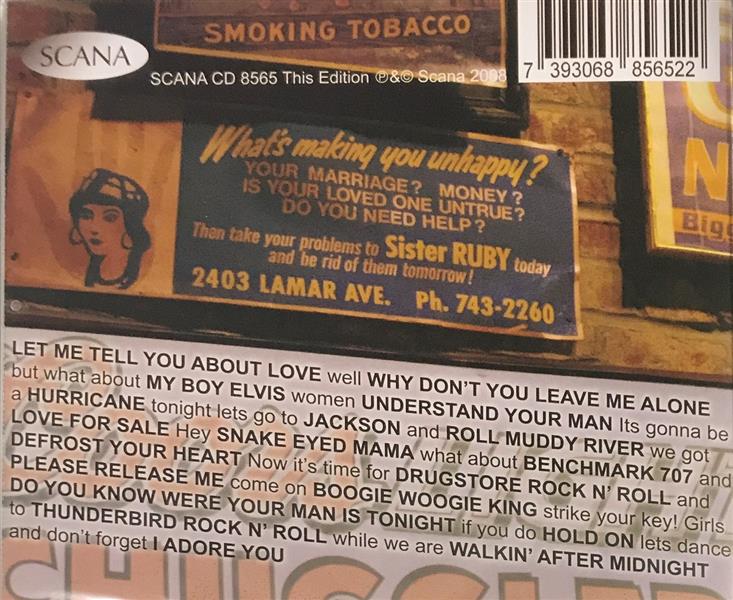 SMOKING TOBACCO
SCANA
SCANA CD 8565 This Edition ℗&© Scana 2008
7 393068 856522
What's making you unhappy?
YOUR MARRIAGE? MONEY?
IS YOUR LOVED ONE UNTRUE?
DO YOU NEED HELP?
Then take your problems to Sister RUBY today
and be rid of them tomorrow!
2403 LAMAR AVE. Ph. 743-2260
N
Bigg
LET ME TELL YOU ABOUT LOVE well WHY DON'T YOU LEAVE ME ALONE
but what about MY BOY ELVIS women UNDERSTAND YOUR MAN Its gonna be
a HURRICANE tonight lets go to JACKSON and ROLL MUDDY RIVER we got
LOVE FOR SALE Hey SNAKE EYED MAMA what about BENCHMARK 707 and
DEFROST YOUR HEART Now it's time for DRUGSTORE ROCK N' ROLL and
PLEASE RELEASE ME come on BOOGIE WOOGIE KING strike your key! Girls
DO YOU KNOW WERE YOUR MAN IS TONIGHT if you do HOLD ON lets dance
to THUNDERBIRD ROCK N' ROLL while we are WALKIN' AFTER MIDNIGHT
and don't forget I ADORE YOU